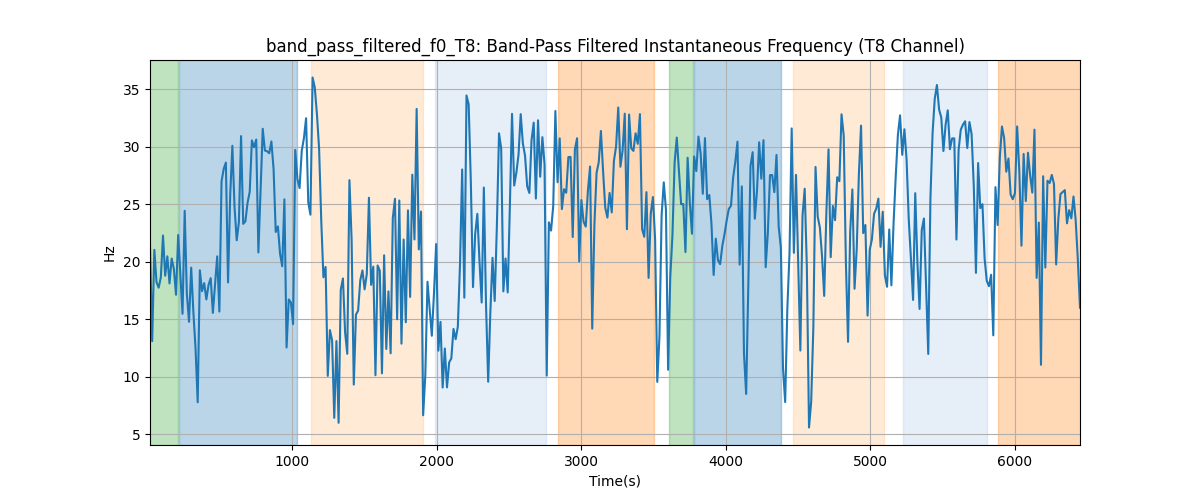 band_pass_filtered_f0_T8: Band-Pass Filtered Instantaneous Frequency (T8 Channel)
35
30
25
20
15
10
5
Hz
1000 2000 3000 4000 5000 6000
Time(s)